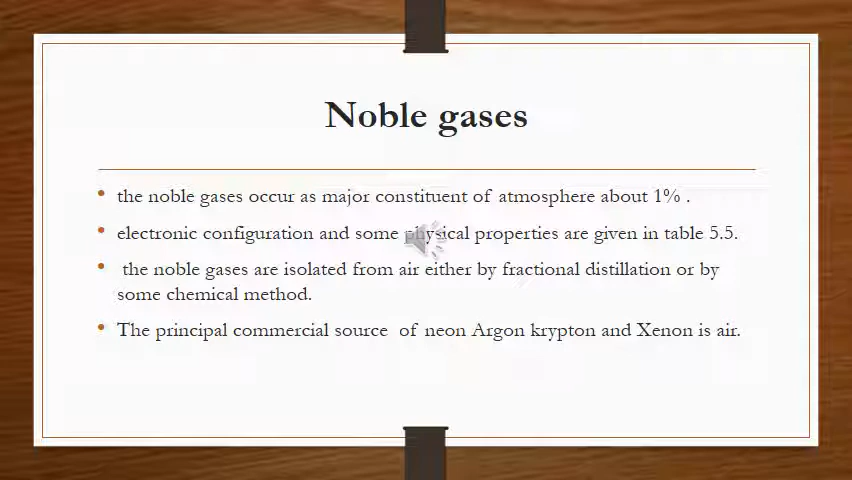 Noble gases
• the noble gases occur as major constituent of atmosphere about 1% .
• electronic configuration and some physical properties are given in table 5.5.
• the noble gases are isolated from air either by fractional distillation or by
some chemical method.
• The principal commercial source of neon Argon krypton and Xenon is air.